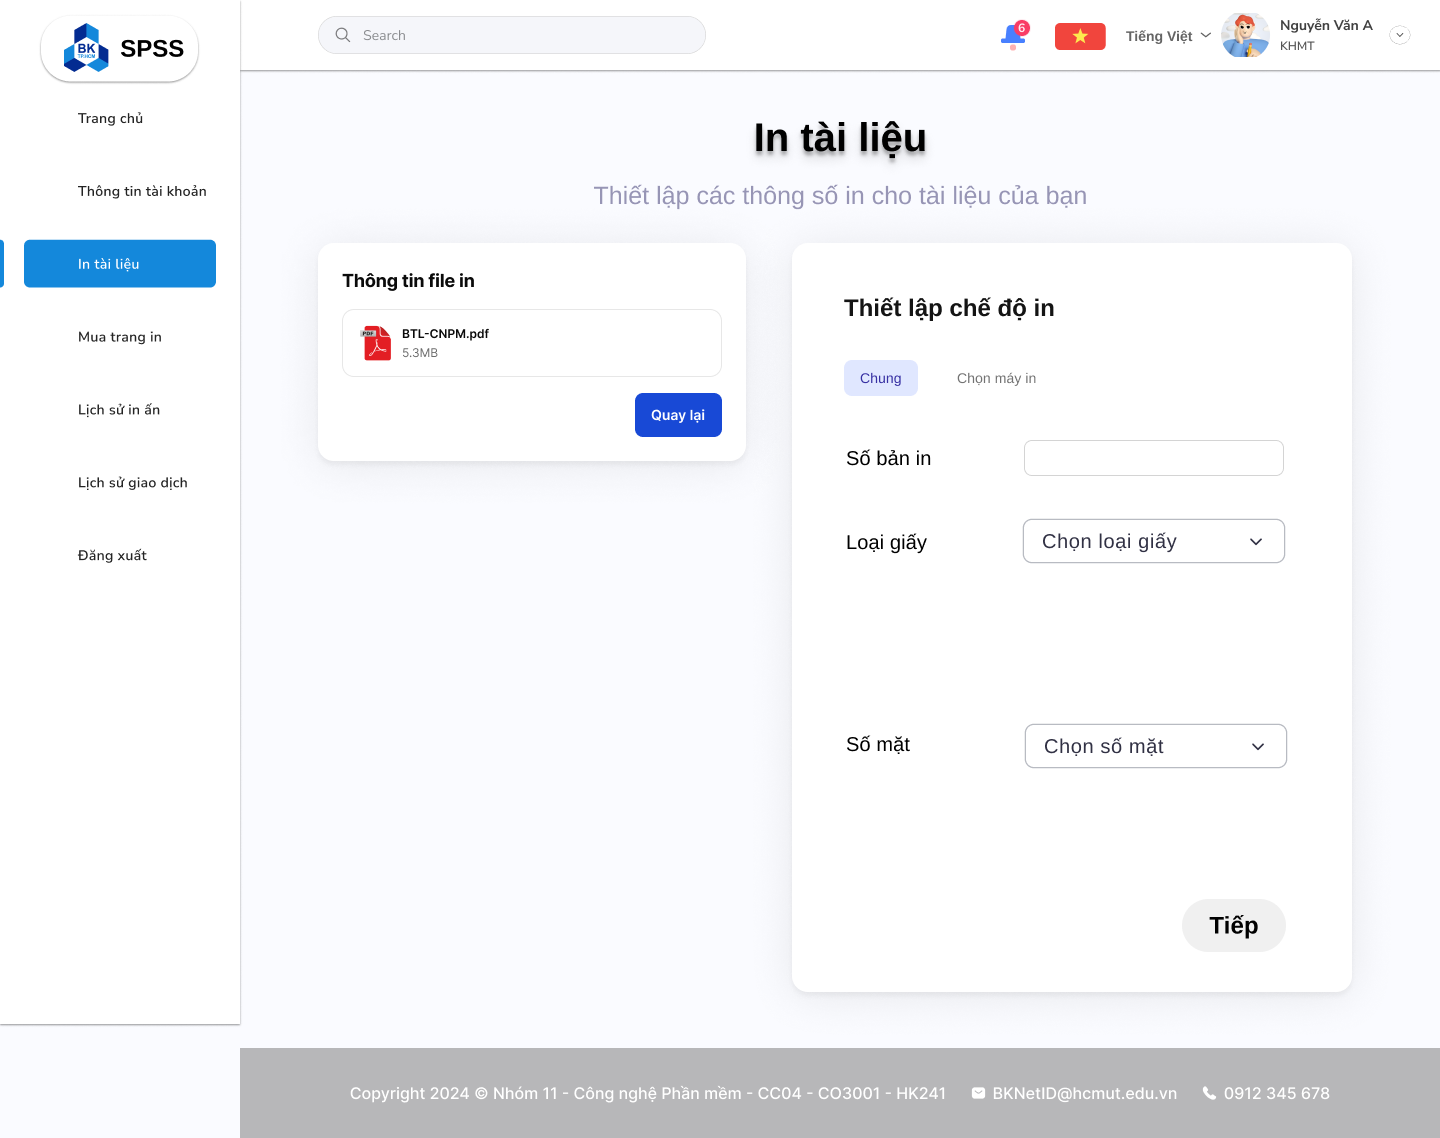 BK
TP.HCM
SPSS
Search
6
Tiếng Việt
Nguyễn Văn A
KHMT
Trang chủ
Thông tin tài khoản
In tài liệu
Mua trang in
Lịch sử in ấn
Lịch sử giao dịch
Đăng xuất
In tài liệu
Thiết lập các thông số in cho tài liệu của bạn
Thông tin file in
PDF
BTL-CNPM.pdf
5.3MB
Quay lại
Thiết lập chế độ in
Chung
Chọn máy in
Số bản in
Loại giấy
Chọn loại giấy
Số mặt
Chọn số mặt
Tiếp
Copyright 2024 © Nhóm 11 - Công nghệ Phần mềm - CC04 - CO3001 - HK241
BKNetID@hcmut.edu.vn
0912 345 678